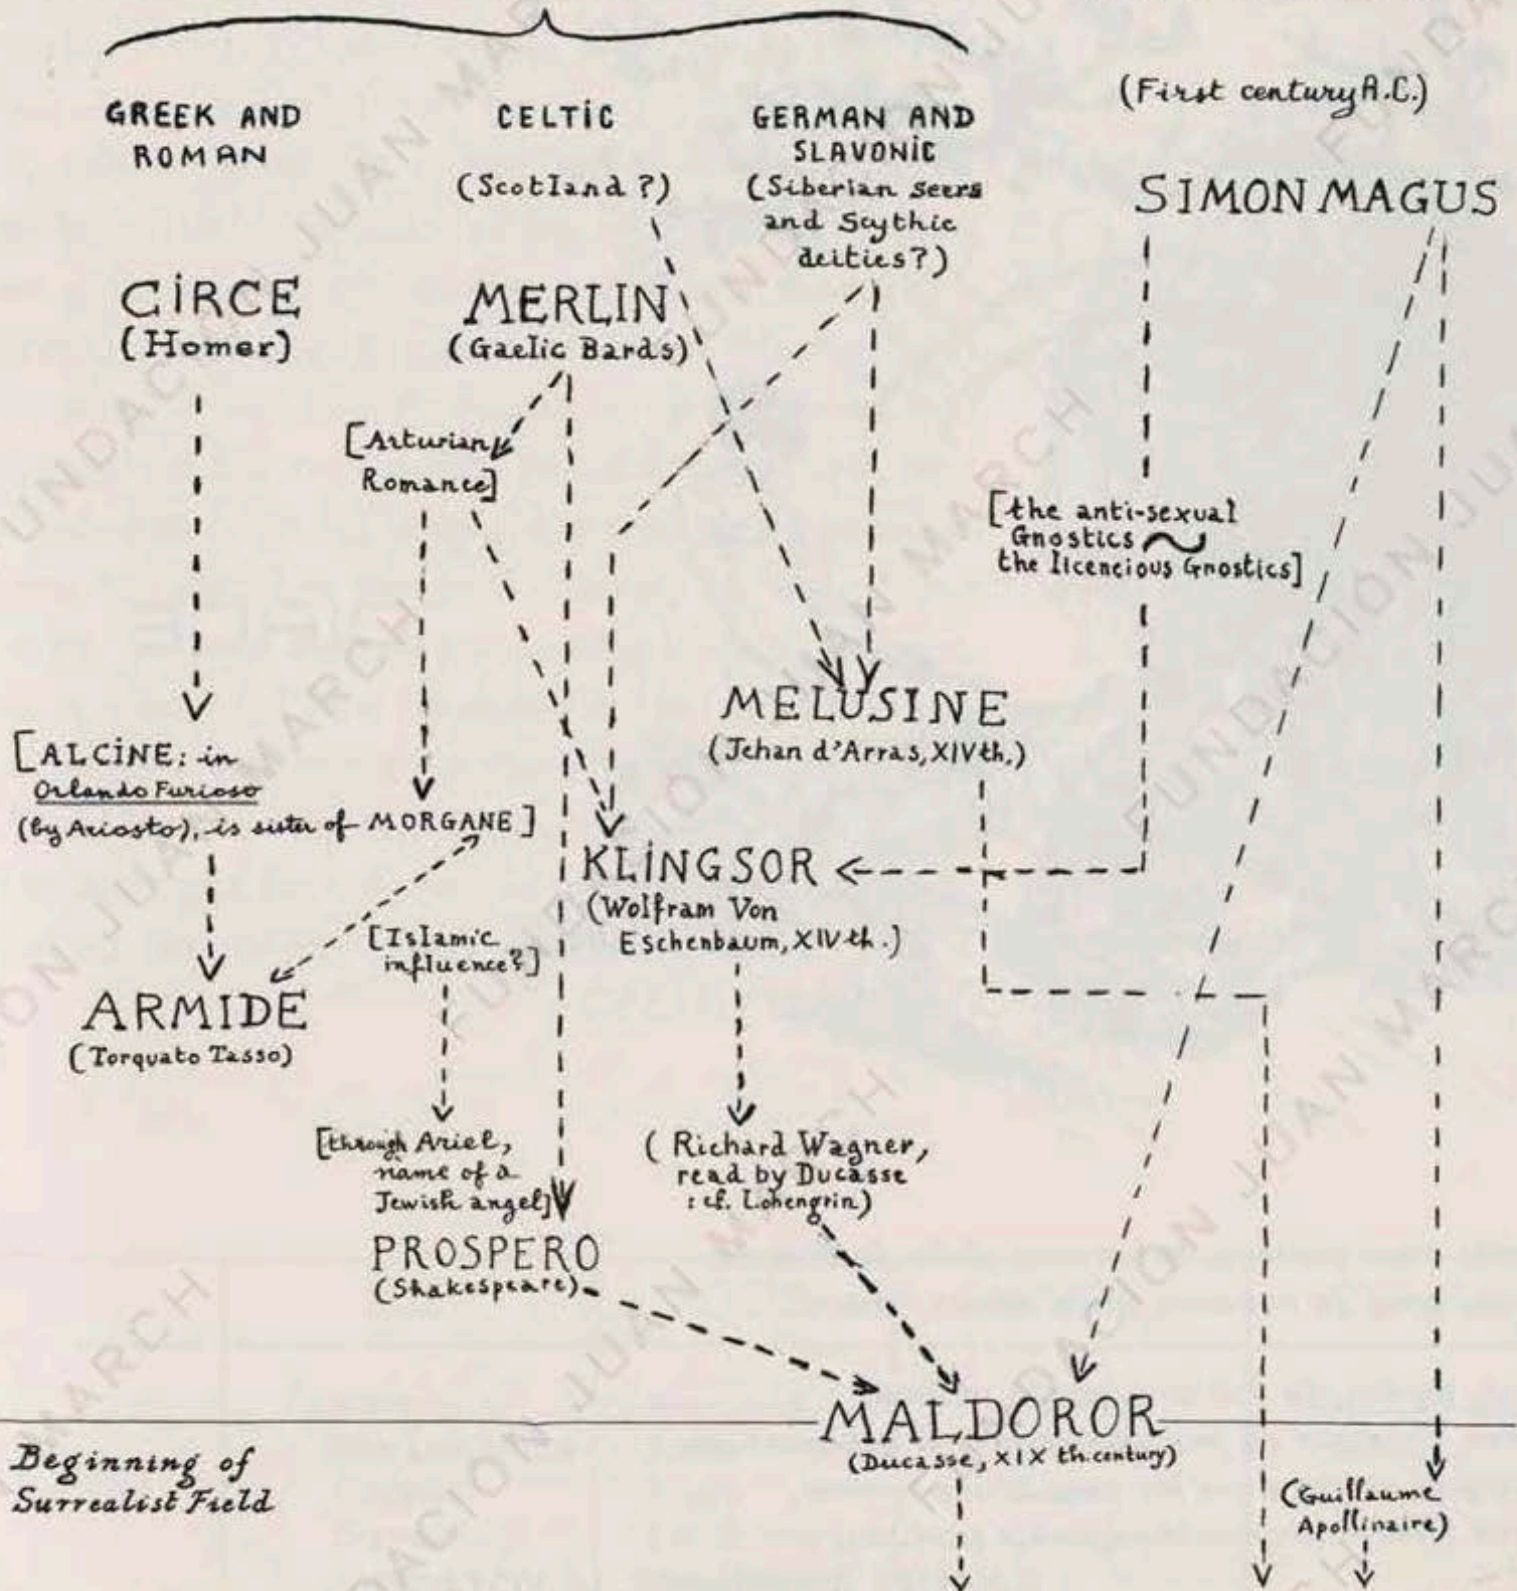 GREEK AND
ROMAN
CELTIC
(Scotland ?)
GERMAN AND
SLAVONIC
(Siberian seers
and Scythic
deities?)
(First century A.C.)
SIMON MAGUS
CIRCE
(Homer)
MERLIN
(Gaelic Bards)
[Arturian
Romance]
[the anti-sexual
Gnostics
the licencious Gnostics]
MELUSINE
(Jehan d'Arras, XIVth.)
[ALCINE: in
Orlando Furioso
(by Ariosto), is sister of MORGANE]
KLINGSOR
(Wolfram Von
Eschenbaum, XIVth.)
[Islamic
influence?]
ARMIDE
(Torquato Tasso)
[through Ariel,
name of a
Jewish angel]
(Richard Wagner,
read by Ducasse
: cf. Lohengrin)
PROSPERO
(Shakespeare)
MALDOROR
(Ducasse, XIX th. century)
Beginning of
Surrealist Field
(Guillaume
Apollinaire)
FUNDACION JUAN MARCH